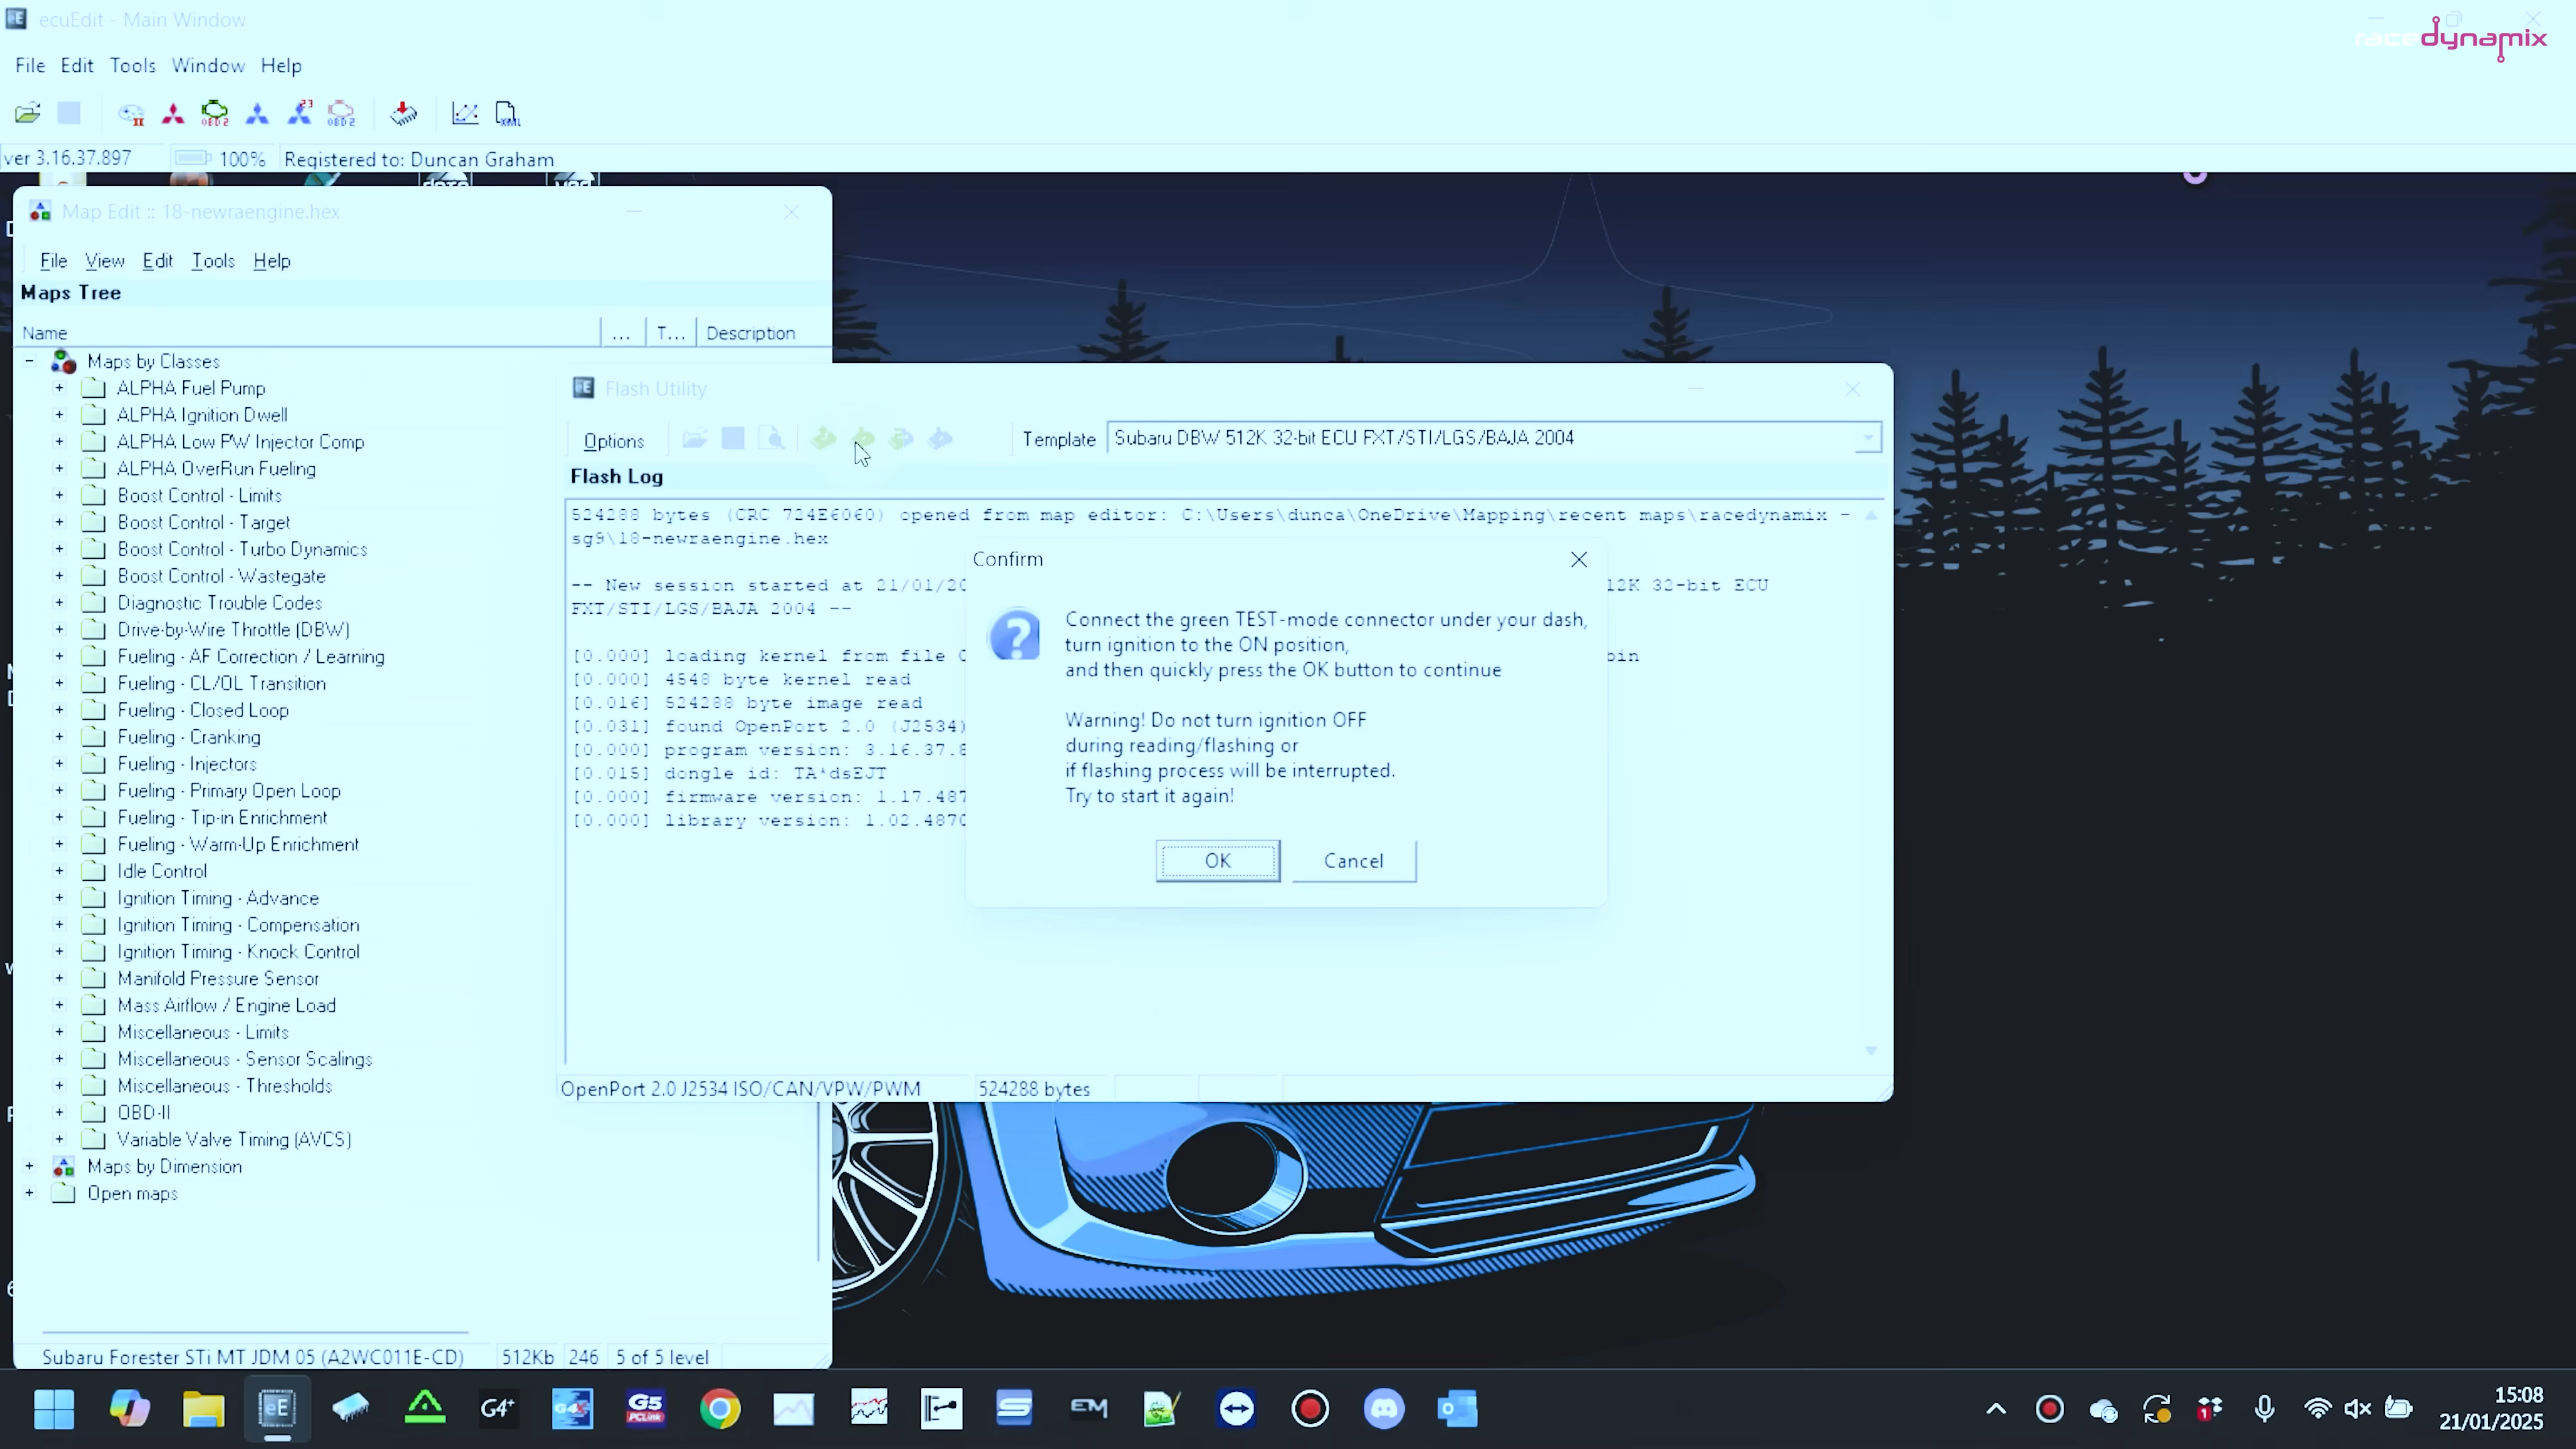 ecuEdit - Main Window
racedynamix
File Edit Tools Window Help
OBD 2 23 OBD 2 XML
ver 3.16.37.897 100% Registered to: Duncan Graham
Map Edit :: 18-newraengine.hex
File View Edit Tools Help
Maps Tree
Name ... T... Description
Maps by Classes
ALPHA Fuel Pump
ALPHA Ignition Dwell
ALPHA Low PW Injector Comp
ALPHA OverRun Fueling
Boost Control - Limits
Boost Control - Target
Boost Control - Turbo Dynamics
Boost Control - Wastegate
Diagnostic Trouble Codes
Drive-by-Wire Throttle (DBW)
Fueling - AF Correction / Learning
Fueling - CL/OL Transition
Fueling - Closed Loop
Fueling - Cranking
Fueling - Injectors
Fueling - Primary Open Loop
Fueling - Tip-in Enrichment
Fueling - Warm-Up Enrichment
Idle Control
Ignition Timing - Advance
Ignition Timing - Compensation
Ignition Timing - Knock Control
Manifold Pressure Sensor
Mass Airflow / Engine Load
Miscellaneous - Limits
Miscellaneous - Sensor Scalings
Miscellaneous - Thresholds
OBD-II
Variable Valve Timing (AVCS)
Maps by Dimension
Open maps
Subaru Forester STi MT JDM 05 (A2WC011E-CD) 512Kb 246 5 of 5 level
Flash Utility
Options Template Subaru DBW 512K 32-bit ECU FXT/STI/LGS/BAJA 2004
Flash Log
524288 bytes (CRC 724E6060) opened from map editor: C:\Users\dunca\OneDrive\Mapping\recent maps\racedynamix -
sg9\18-newraengine.hex
-- New session started at 21/01/20 12K 32-bit ECU
FXT/STI/LGS/BAJA 2004 --
[0.000] loading kernel from file C bin
[0.000] 4548 byte kernel read
[0.016] 524288 byte image read
[0.031] found OpenPort 2.0 (J2534)
[0.000] program version: 3.16.37.8
[0.015] dongle id: TA*dsEJT
[0.000] firmware version: 1.17.487
[0.000] library version: 1.02.4870
OpenPort 2.0 J2534 ISO/CAN/VPW/PWM 524288 bytes
Confirm
Connect the green TEST-mode connector under your dash,
turn ignition to the ON position,
and then quickly press the OK button to continue
Warning! Do not turn ignition OFF
during reading/flashing or
if flashing process will be interrupted.
Try to start it again!
OK Cancel
eE G4+ G4X G5 PCLink S EM 1
15:08
21/01/2025